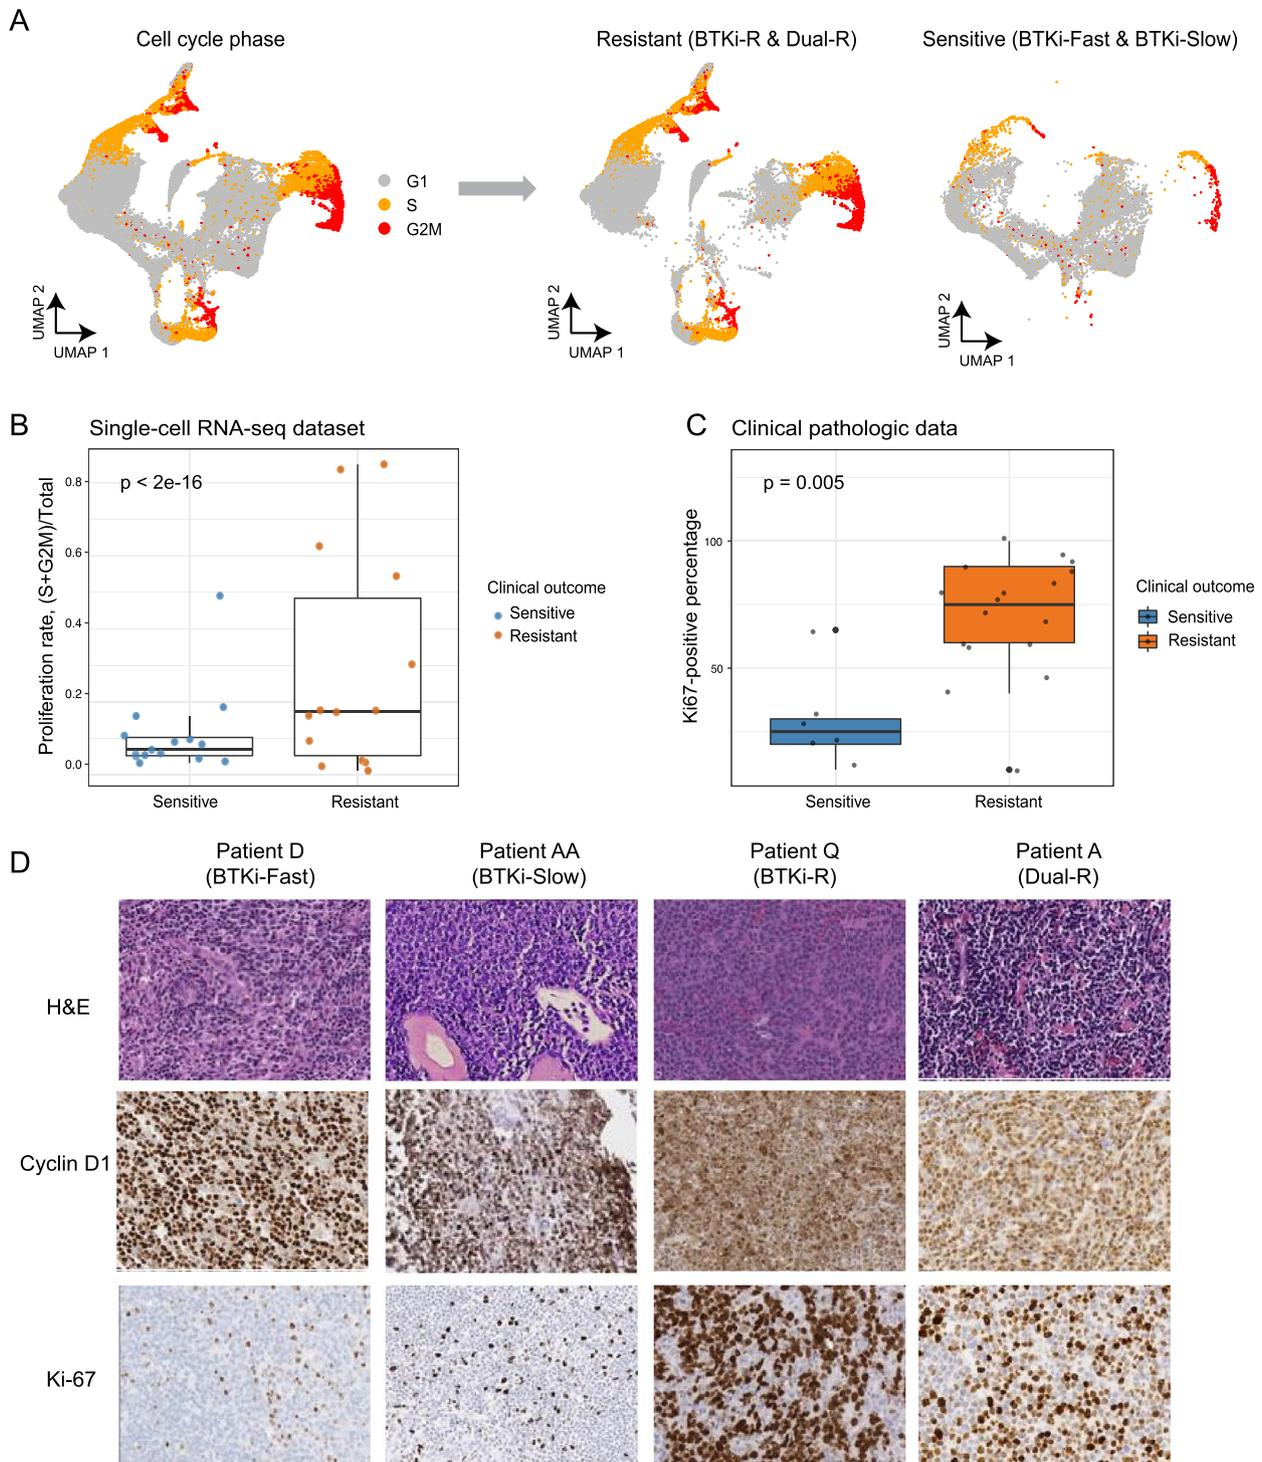 A
Cell cycle phase
Resistant (BTKi-R & Dual-R)
Sensitive (BTKi-Fast & BTKi-Slow)
G1
S
G2M
UMAP 2
UMAP 1
UMAP 2
UMAP 1
UMAP 2
UMAP 1
B
Single-cell RNA-seq dataset
p < 2e-16
Proliferation rate, (S+G2M)/Total
0.8
0.6
0.4
0.2
0.0
Sensitive
Resistant
Clinical outcome
Sensitive
Resistant
C
Clinical pathologic data
p = 0.005
Ki67-positive percentage
100
50
Sensitive
Resistant
Clinical outcome
Sensitive
Resistant
D
Patient D
(BTKi-Fast)
Patient AA
(BTKi-Slow)
Patient Q
(BTKi-R)
Patient A
(Dual-R)
H&E
Cyclin D1
Ki-67